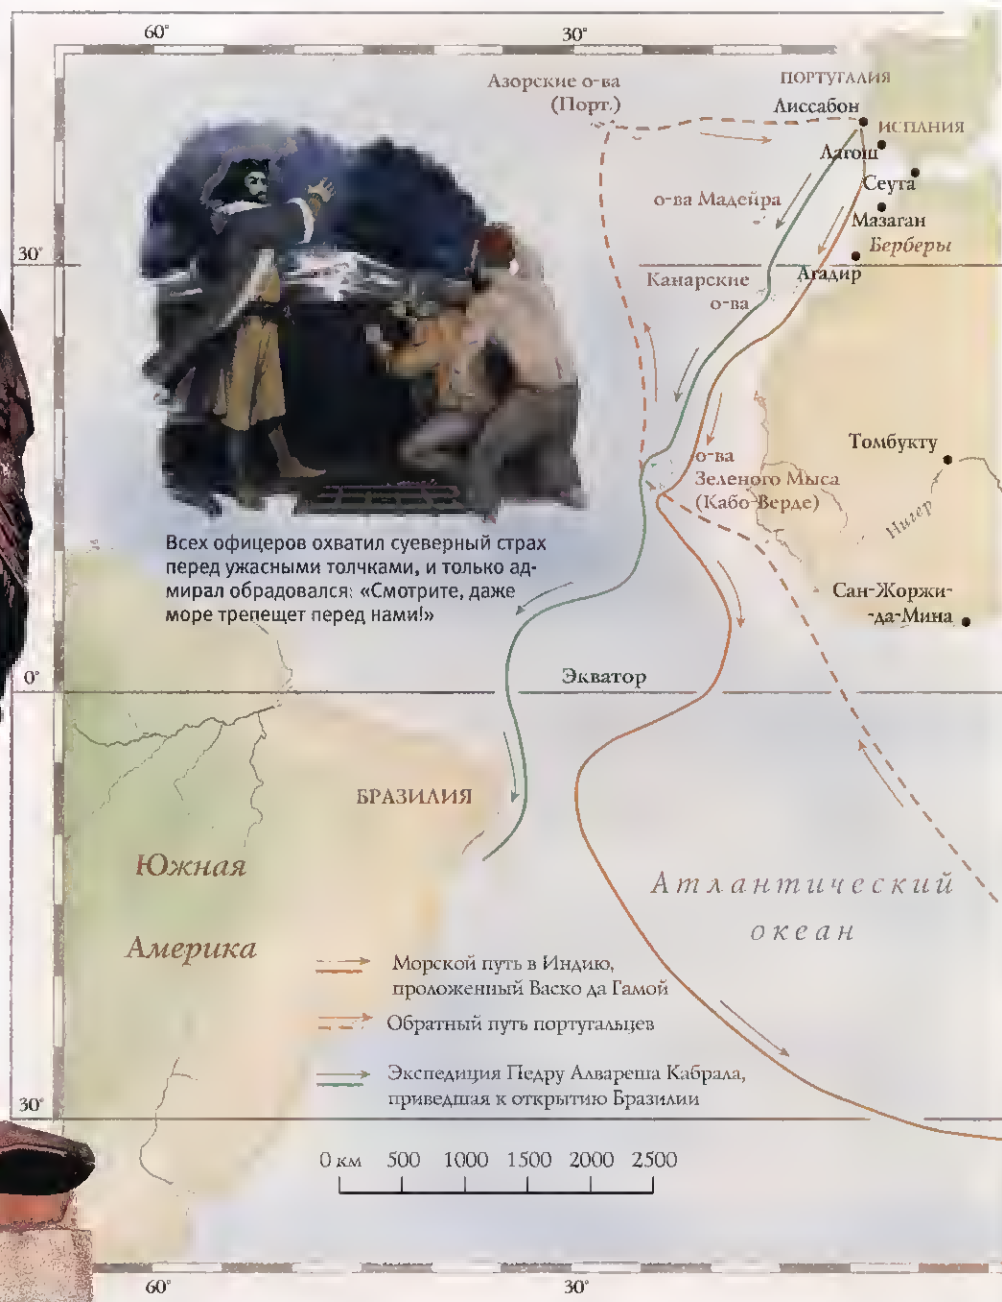 60°
30°
Азорские о-ва
(Порт.)
ПОРТУГАЛИЯ
Лиссабон
ИСПАНИЯ
Лагош
Сеута
о-ва Мадейра
Мазаган
Берберы
30°
Канарские
о-ва
Агадир
Томбукту
о-ва
Зеленого Мыса
(Кабо-Верде)
Нигер
Всех офицеров охватил суеверный страх
перед ужасными толчками, и только ад-
мирал обрадовался: «Смотрите, даже
море трепещет перед нами!»
Сан-Жоржи-
-да-Мина
0°
Экватор
БРАЗИЛИЯ
Южная
Америка
Атлантический
океан
Морской путь в Индию,
проложенный Васко да Гамой
Обратный путь португальцев
Экспедиция Педру Алвареша Кабрала,
приведшая к открытию Бразилии
30°
0 км 500 1000 1500 2000 2500
60°
30°